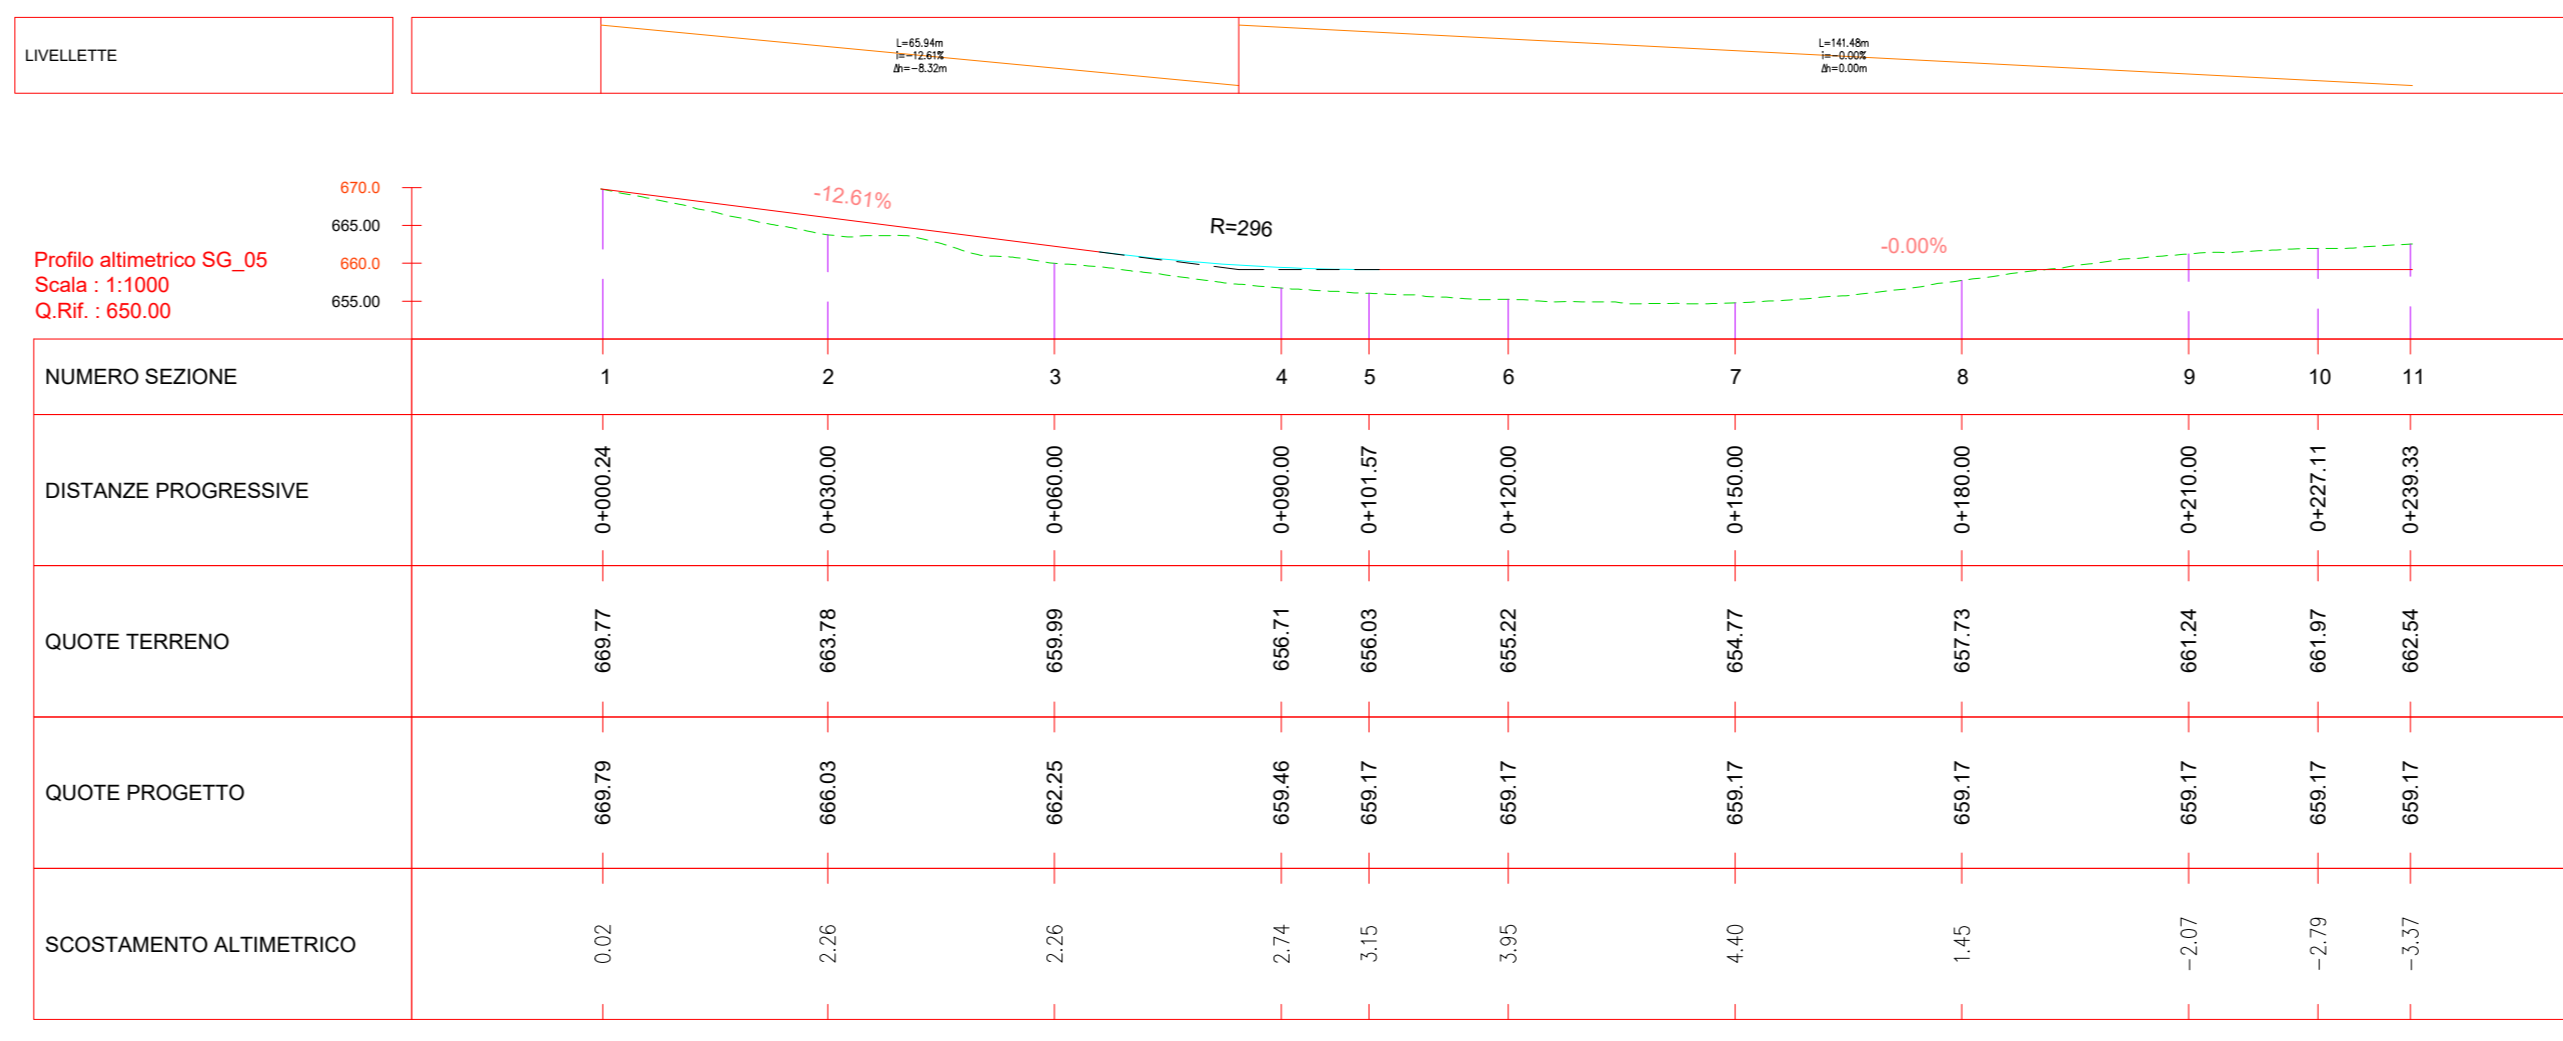 LIVELLETTE
L=65.94m
i=-12.61%
Δh=-8.32m
L=141.48m
i=-0.00%
Δh=0.00m
670.0
665.00
660.0
655.00
Profilo altimetrico SG_05
Scala : 1:1000
Q.Rif. : 650.00
-12.61%
R=296
-0.00%
NUMERO SEZIONE 1 2 3 4 5 6 7 8 9 10 11
DISTANZE PROGRESSIVE 0+000.24 0+030.00 0+060.00 0+090.00 0+101.57 0+120.00 0+150.00 0+180.00 0+210.00 0+227.11 0+239.33
QUOTE TERRENO 669.77 663.78 659.99 656.71 656.03 655.22 654.77 657.73 661.24 661.97 662.54
QUOTE PROGETTO 669.79 666.03 662.25 659.46 659.17 659.17 659.17 659.17 659.17 659.17 659.17
SCOSTAMENTO ALTIMETRICO 0.02 2.26 2.26 2.74 3.15 3.95 4.40 1.45 -2.07 -2.79 -3.37